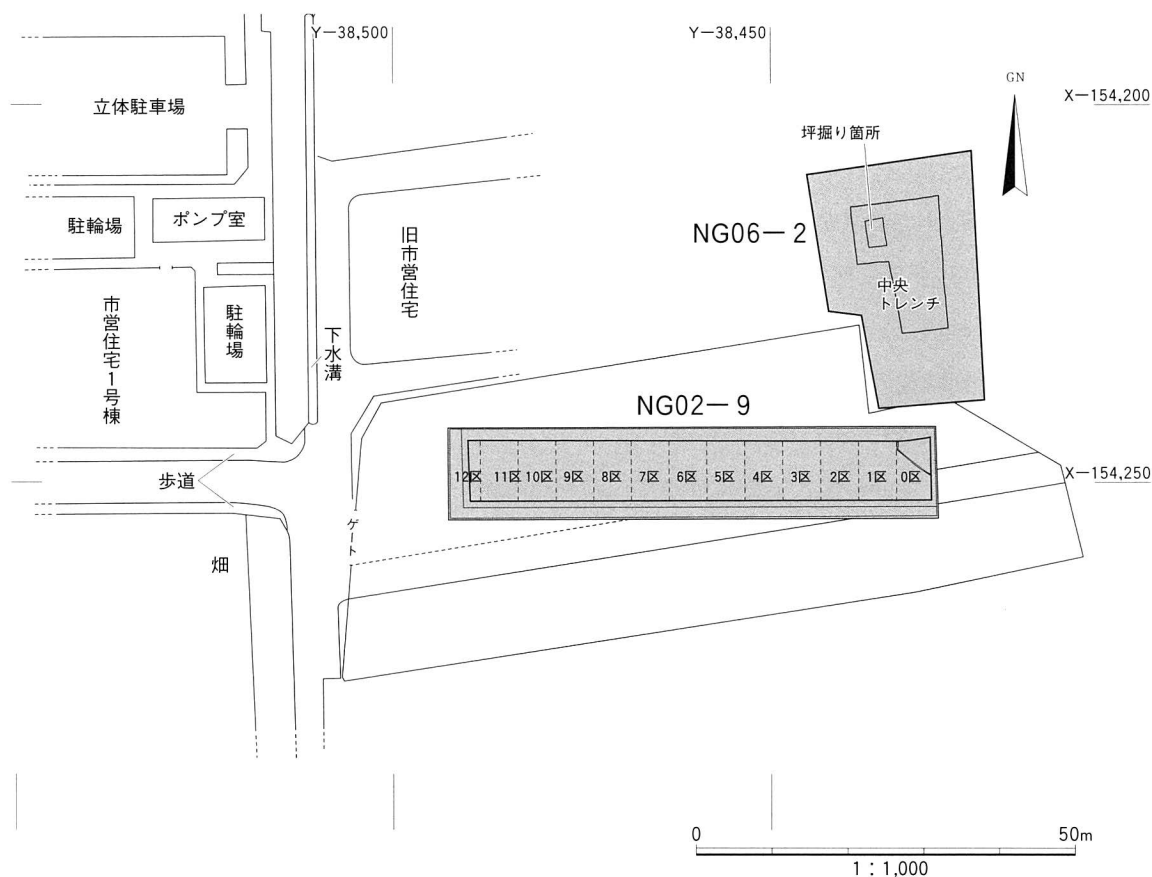 Y－38,500
Y－38,450
GN
X－154,200
立体駐車場
坪掘り箇所
駐輪場
ポンプ室
旧市営住宅
NG06－2
中央
トレンチ
市営住宅1号棟
駐輪場
下水溝
NG02－9
歩道
12区 11区 10区 9区 8区 7区 6区 5区 4区 3区 2区 1区 0区
X－154,250
ゲート
畑
0 50m
1：1,000